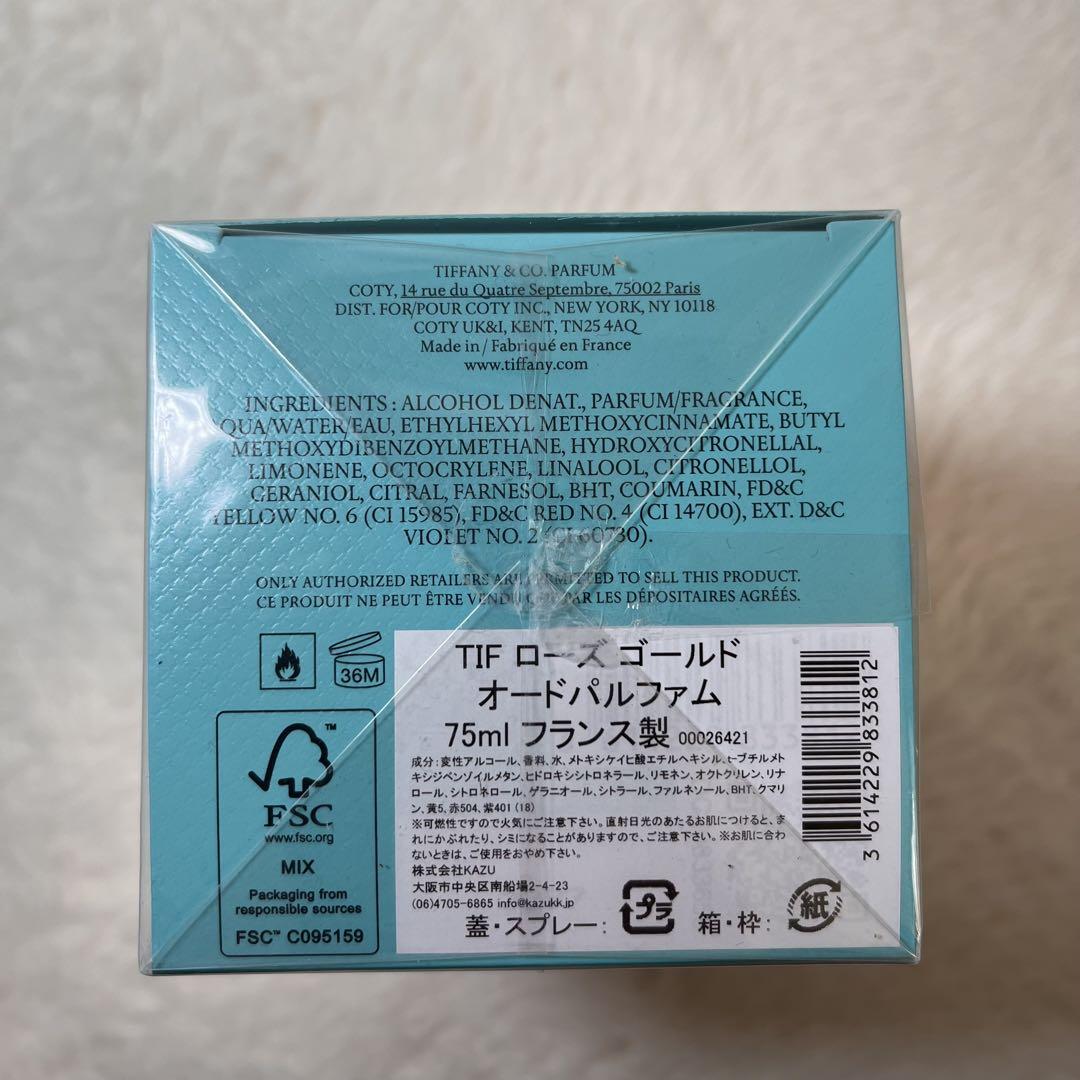 TIFFANY & CO. PARFUM
COTY, 14 rue du Quatre Septembre, 75002 Paris
DIST. FOR/POUR COTY INC., NEW YORK, NY 10118
COTY UK&I, KENT, TN25 4AQ
Made in / Fabriqué en France
www.tiffany.com
INGREDIENTS : ALCOHOL DENAT., PARFUM/FRAGRANCE,
AQUA/WATER/EAU, ETHYLHEXYL METHOXYCINNAMATE, BUTYL
METHOXYDIBENZOYLMETHANE, HYDROXYCITRONELLAL,
LIMONENE, OCTOCRYLENE, LINALOOL, CITRONELLOL,
GERANIOL, CITRAL, FARNESOL, BHT, COUMARIN, FD&C
YELLOW NO. 6 (CI 15985), FD&C RED NO. 4 (CI 14700), EXT. D&C
VIOLET NO. 2 (CI 60730).
ONLY AUTHORIZED RETAILERS ARE PERMITTED TO SELL THIS PRODUCT.
CE PRODUIT NE PEUT ÊTRE VENDU QUE PAR LES DÉPOSITAIRES AGRÉÉS.
36M
FSC™
www.fsc.org
MIX
Packaging from
responsible sources
FSC™ C095159
TIF ローズ ゴールド
オードパルファム
75ml フランス製 00026421
成分：変性アルコール、香料、水、メトキシケイヒ酸エチルヘキシル、t-ブチルメト
キシジベンゾイルメタン、ヒドロキシシトロネラール、リモネン、オクトクリレン、リナ
ロール、シトロネロール、ゲラニオール、シトラール、ファルネソール、BHT、クマリ
ン、黄5、赤504、紫401 (18)
※可燃性ですので火気にご注意下さい。直射日光のあたるお肌につけると、ま
れにかぶれたり、シミになることがありますので、ご注意下さい。※お肌に合わ
ないときは、ご使用をおやめ下さい。
株式会社KAZU
大阪市中央区南船場2-4-23
(06)4705-6865 info@kazukk.jp
蓋・スプレー： プラ 箱・枠： 紙
3 614229 833812